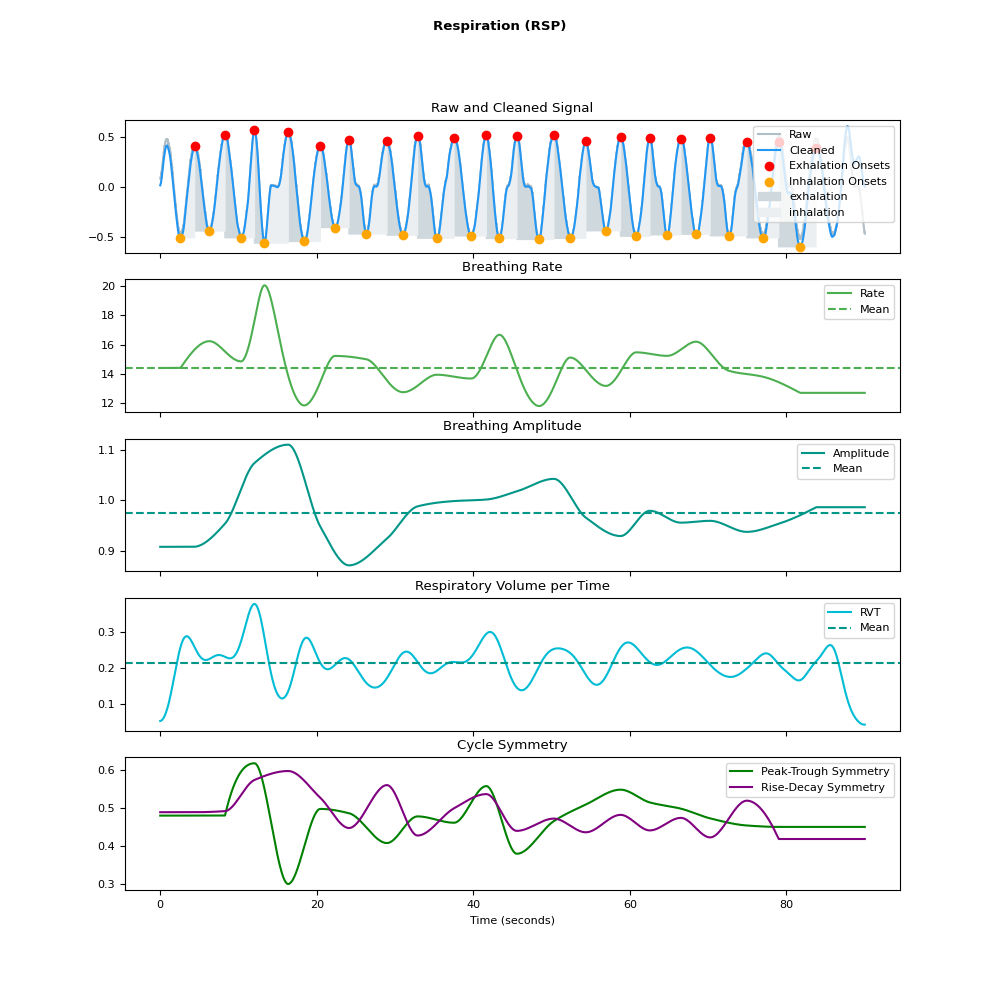 Respiration (RSP)
Raw and Cleaned Signal
0.5
0.0
−0.5
Raw
Cleaned
Exhalation Onsets
Inhalation Onsets
exhalation
inhalation
Breathing Rate
20
18
16
14
12
Rate
Mean
Breathing Amplitude
1.1
1.0
0.9
Amplitude
Mean
Respiratory Volume per Time
0.3
0.2
0.1
RVT
Mean
Cycle Symmetry
0.6
0.5
0.4
0.3
Peak-Trough Symmetry
Rise-Decay Symmetry
0 20 40 60 80
Time (seconds)